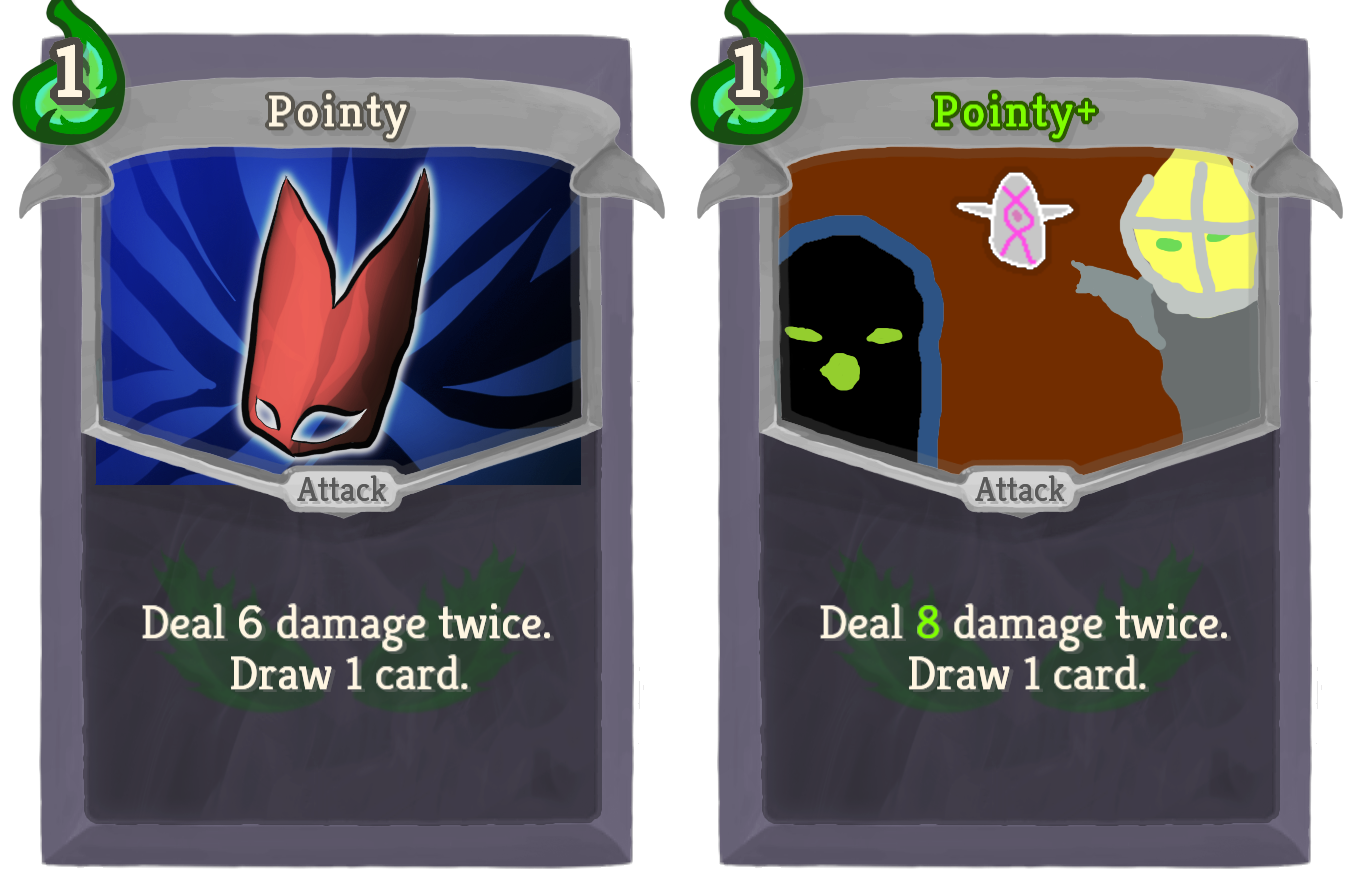 1
Pointy
Attack
Deal 6 damage twice.
Draw 1 card.
1
Pointy+
Attack
Deal 8 damage twice.
Draw 1 card.